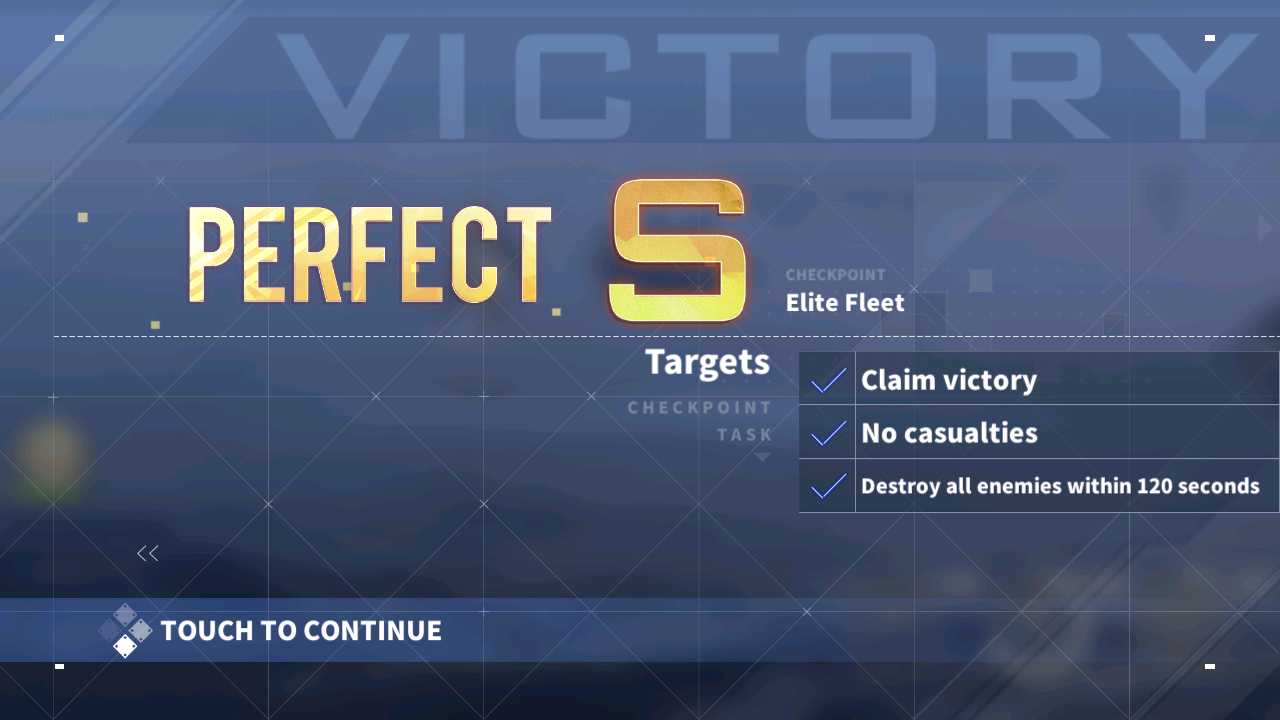 VICTORY
PERFECT S
CHECKPOINT
Elite Fleet
Targets
CHECKPOINT
TASK
Claim victory
No casualties
Destroy all enemies within 120 seconds
TOUCH TO CONTINUE